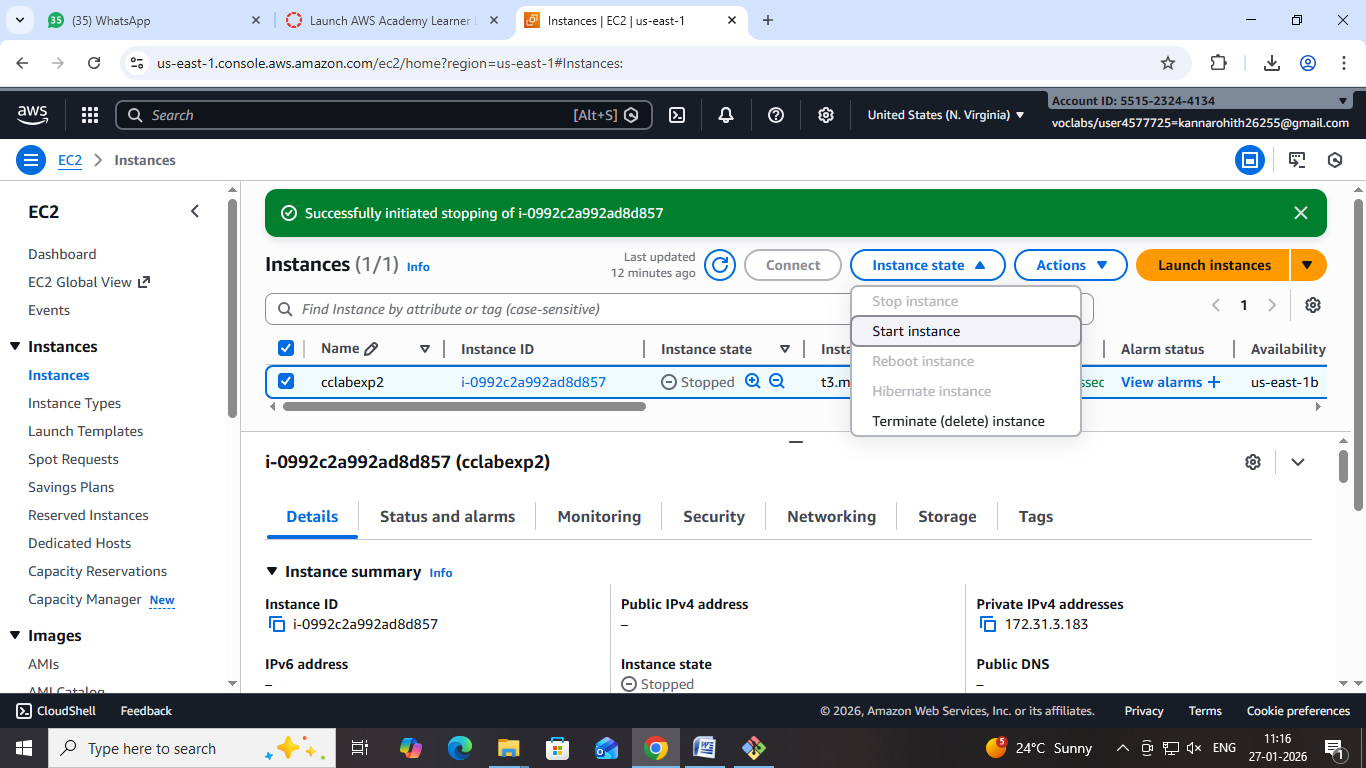 35
(35) WhatsApp
Launch AWS Academy Learner L
Instances | EC2 | us-east-1
us-east-1.console.aws.amazon.com/ec2/home?region=us-east-1#Instances:
aws
Search
[Alt+S]
United States (N. Virginia)
Account ID: 5515-2324-4134
voclabs/user4577725=kannarohith26255@gmail.com
EC2
Instances
EC2
Dashboard
EC2 Global View
Events
Instances
Instances
Instance Types
Launch Templates
Spot Requests
Savings Plans
Reserved Instances
Dedicated Hosts
Capacity Reservations
Capacity Manager New
Images
AMIs
AMI Catalog
Successfully initiated stopping of i-0992c2a992ad8d857
Instances (1/1) Info
Last updated
12 minutes ago
Connect
Instance state
Actions
Launch instances
Find Instance by attribute or tag (case-sensitive)
1
Stop instance
Start instance
Reboot instance
Hibernate instance
Terminate (delete) instance
Name
Instance ID
Instance state
Insta
Alarm status
Availability
cclabexp2
i-0992c2a992ad8d857
Stopped
t3.m
ssec
View alarms
us-east-1b
i-0992c2a992ad8d857 (cclabexp2)
Details
Status and alarms
Monitoring
Security
Networking
Storage
Tags
Instance summary Info
Instance ID
i-0992c2a992ad8d857
Public IPv4 address
–
Private IPv4 addresses
172.31.3.183
IPv6 address
–
Instance state
Stopped
Public DNS
–
CloudShell
Feedback
© 2026, Amazon Web Services, Inc. or its affiliates.
Privacy
Terms
Cookie preferences
Type here to search
5
24°C Sunny
ENG
11:16
27-01-2026
1